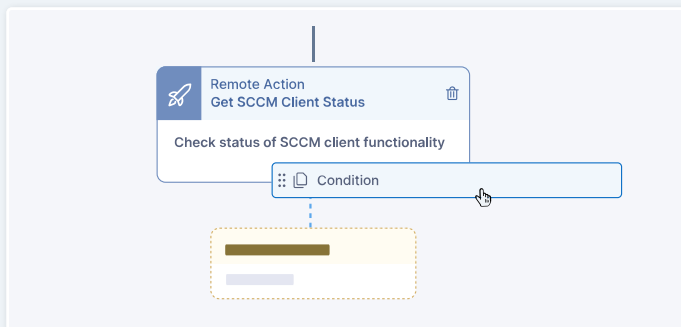 Remote Action
Get SCCM Client Status
Check status of SCCM client functionality
Condition